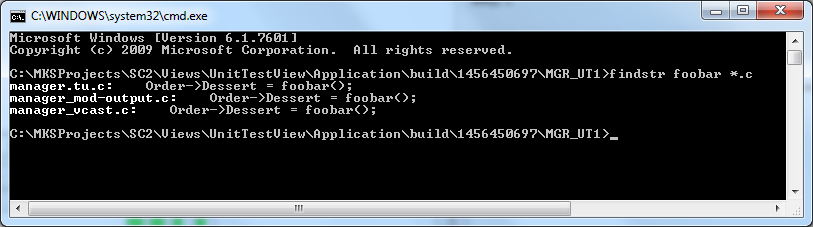 C:\WINDOWS\system32\cmd.exe
Microsoft Windows [Version 6.1.7601]
Copyright (c) 2009 Microsoft Corporation.  All rights reserved.
C:\MKSProjects\SC2\Views\UnitTestView\Application\build\1456450697\MGR_UT1>findstr foobar *.c
manager.tu.c:    Order->Dessert = foobar();
manager_mod-output.c:    Order->Dessert = foobar();
manager_vcast.c:    Order->Dessert = foobar();
C:\MKSProjects\SC2\Views\UnitTestView\Application\build\1456450697\MGR_UT1>_